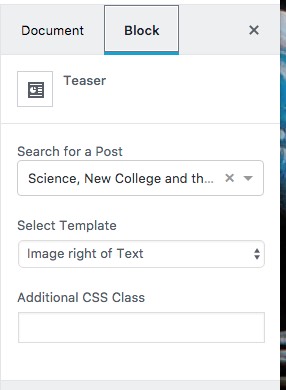 Document Block ✕
Teaser
Search for a Post
Science, New College and th... ✕
Select Template
Image right of Text
Additional CSS Class